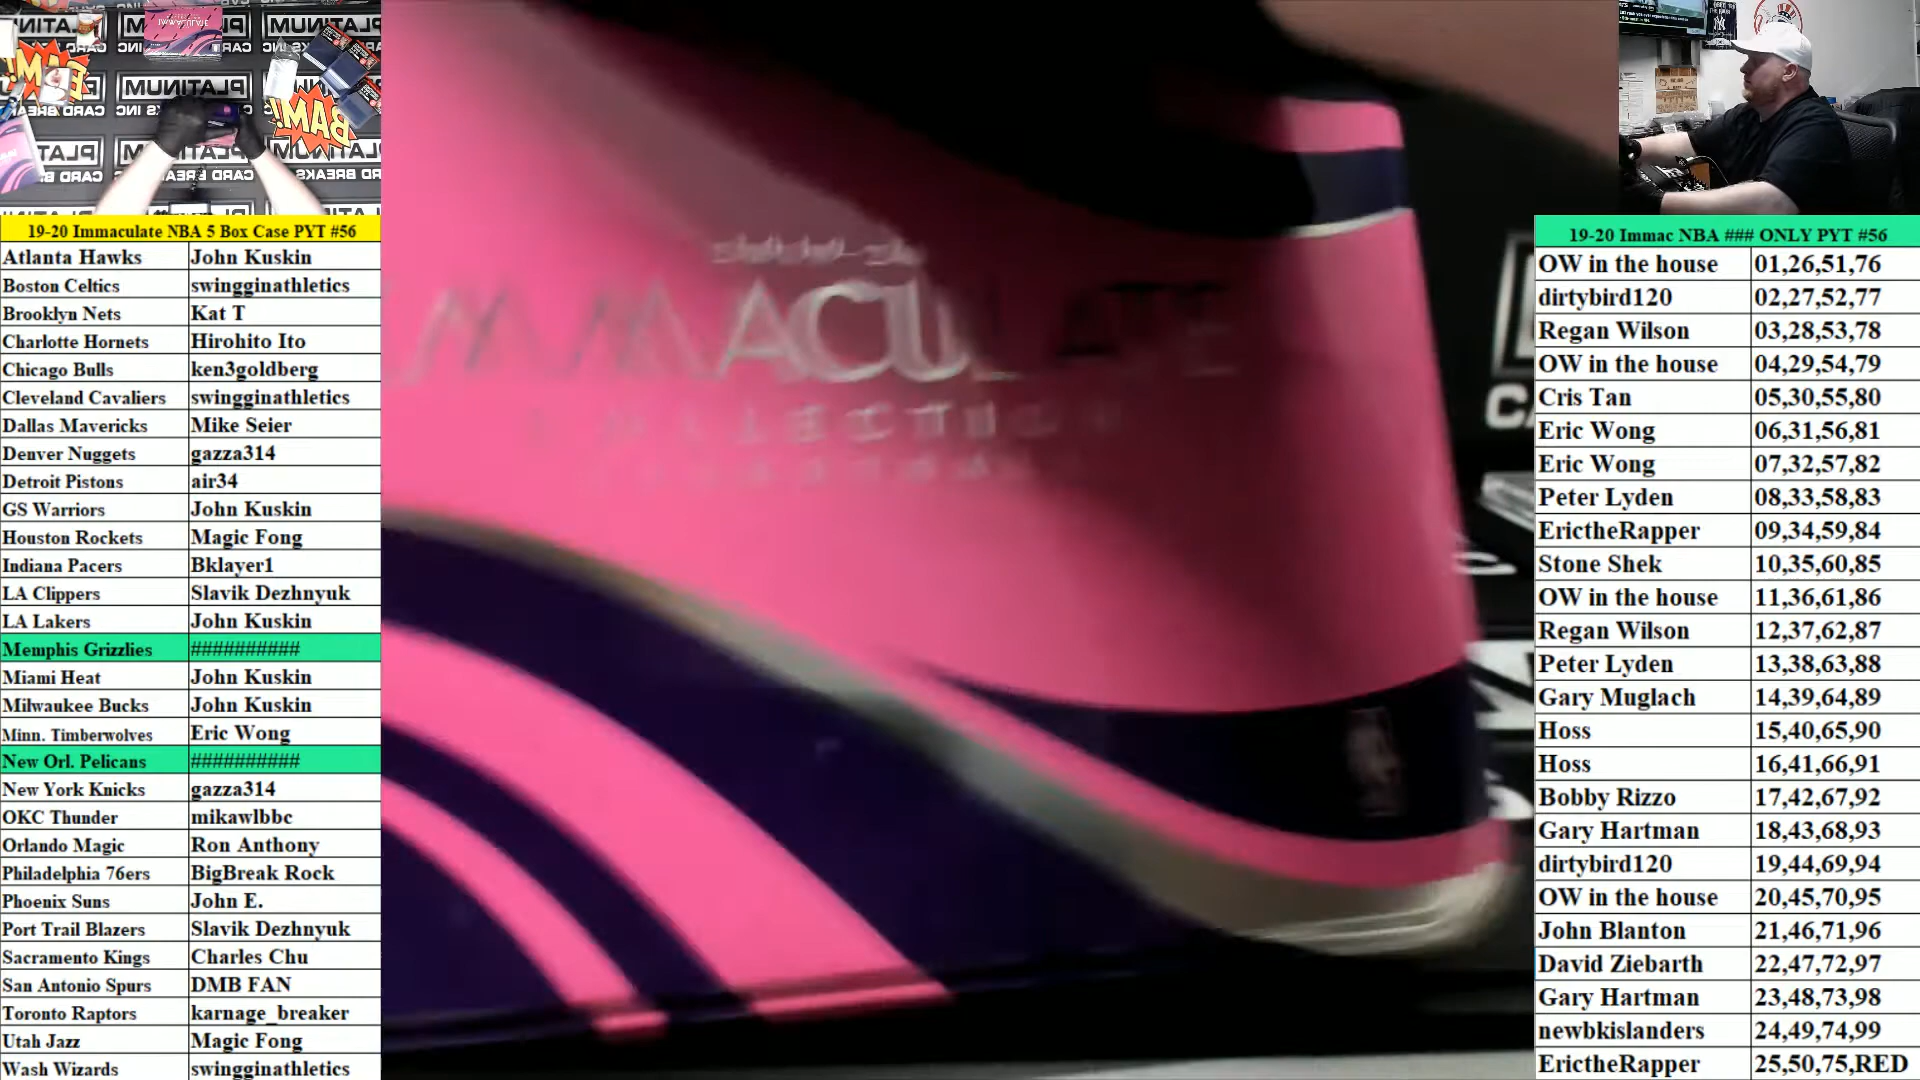 19-20 Immaculate NBA 5 Box Case PYT #56
Atlanta Hawks John Kuskin
Boston Celtics swingginathletics
Brooklyn Nets Kat T
Charlotte Hornets Hirohito Ito
Chicago Bulls ken3goldberg
Cleveland Cavaliers swingginathletics
Dallas Mavericks Mike Seier
Denver Nuggets gazza314
Detroit Pistons air34
GS Warriors John Kuskin
Houston Rockets Magic Fong
Indiana Pacers Bklayer1
LA Clippers Slavik Dezhnyuk
LA Lakers John Kuskin
Memphis Grizzlies ##########
Miami Heat John Kuskin
Milwaukee Bucks John Kuskin
Minn. Timberwolves Eric Wong
New Orl. Pelicans ##########
New York Knicks gazza314
OKC Thunder mikawlbbc
Orlando Magic Ron Anthony
Philadelphia 76ers BigBreak Rock
Phoenix Suns John E.
Port Trail Blazers Slavik Dezhnyuk
Sacramento Kings Charles Chu
San Antonio Spurs DMB FAN
Toronto Raptors karnage_breaker
Utah Jazz Magic Fong
Wash Wizards swingginathletics
PLATINUM
CARD BREAKS INC
BAM!
BAM!
IMMACULATE
COLLECTION
19-20 Immac NBA ### ONLY PYT #56
OW in the house 01,26,51,76
dirtybird120 02,27,52,77
Regan Wilson 03,28,53,78
OW in the house 04,29,54,79
Cris Tan 05,30,55,80
Eric Wong 06,31,56,81
Eric Wong 07,32,57,82
Peter Lyden 08,33,58,83
EricctheRapper 09,34,59,84
Stone Shek 10,35,60,85
OW in the house 11,36,61,86
Regan Wilson 12,37,62,87
Peter Lyden 13,38,63,88
Gary Muglach 14,39,64,89
Hoss 15,40,65,90
Hoss 16,41,66,91
Bobby Rizzo 17,42,67,92
Gary Hartman 18,43,68,93
dirtybird120 19,44,69,94
OW in the house 20,45,70,95
John Blanton 21,46,71,96
David Ziebarth 22,47,72,97
Gary Hartman 23,48,73,98
newbkislanders 24,49,74,99
ErictheRapper 25,50,75,RED